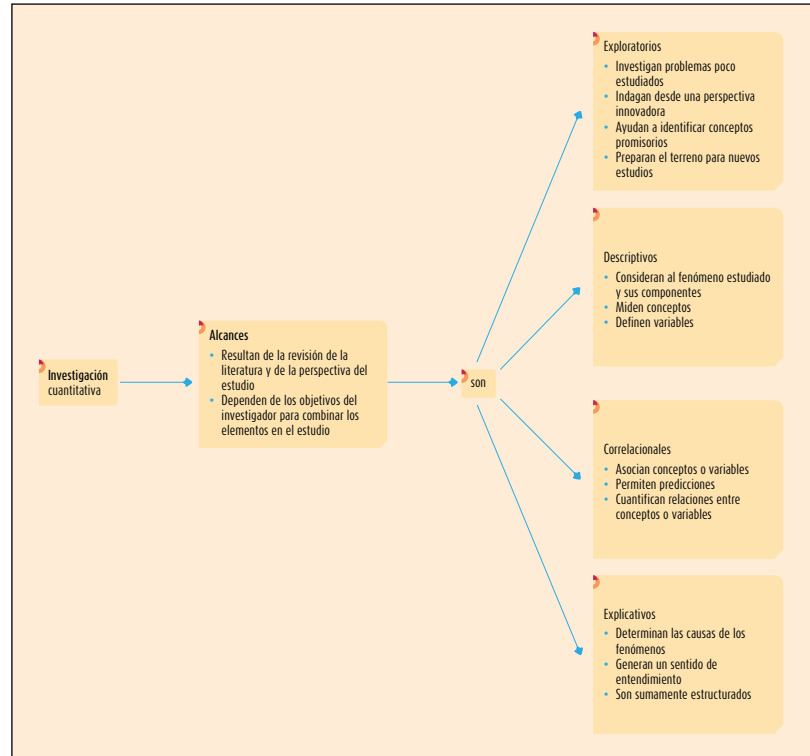 Investigación
cuantitativa
Alcances
• Resultan de la revisión de la
literatura y de la perspectiva del
estudio
• Dependen de los objetivos del
investigador para combinar los
elementos en el estudio
son
Exploratorios
• Investigan problemas poco
estudiados
• Indagan desde una perspectiva
innovadora
• Ayudan a identificar conceptos
promisorios
• Preparan el terreno para nuevos
estudios
Descriptivos
• Consideran al fenómeno estudiado
y sus componentes
• Miden conceptos
• Definen variables
Correlacionales
• Asocian conceptos o variables
• Permiten predicciones
• Cuantifican relaciones entre
conceptos o variables
Explicativos
• Determinan las causas de los
fenómenos
• Generan un sentido de
entendimiento
• Son sumamente estructurados